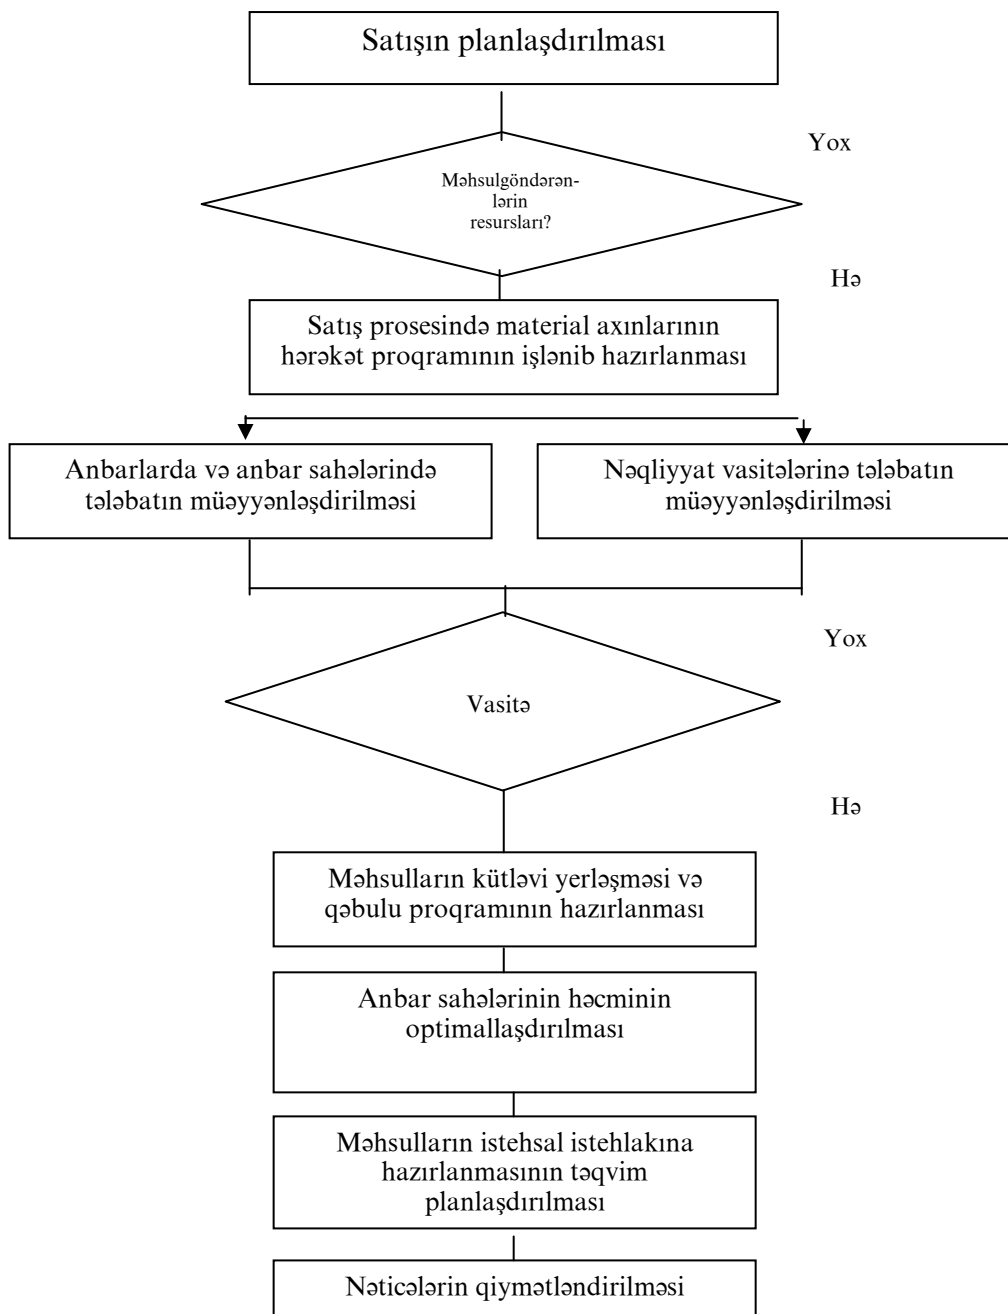 Satışın planlaşdırılması
Yox
Məhsulgöndərən-
lərin
resursları?
Hə
Satış prosesində material axınlarının
hərəkət proqramının işlənib hazırlanması
Anbarlarda və anbar sahələrində
tələbatın müəyyənləşdirilməsi
Nəqliyyat vasitələrinə tələbatın
müəyyənləşdirilməsi
Yox
Vasitə
Hə
Məhsulların kütləvi yerləşməsi və
qəbulu proqramının hazırlanması
Anbar sahələrinin həcminin
optimallaşdırılması
Məhsulların istehsal istehlakına
hazırlanmasının təqvim
planlaşdırılması
Nəticələrin qiymətləndirilməsi